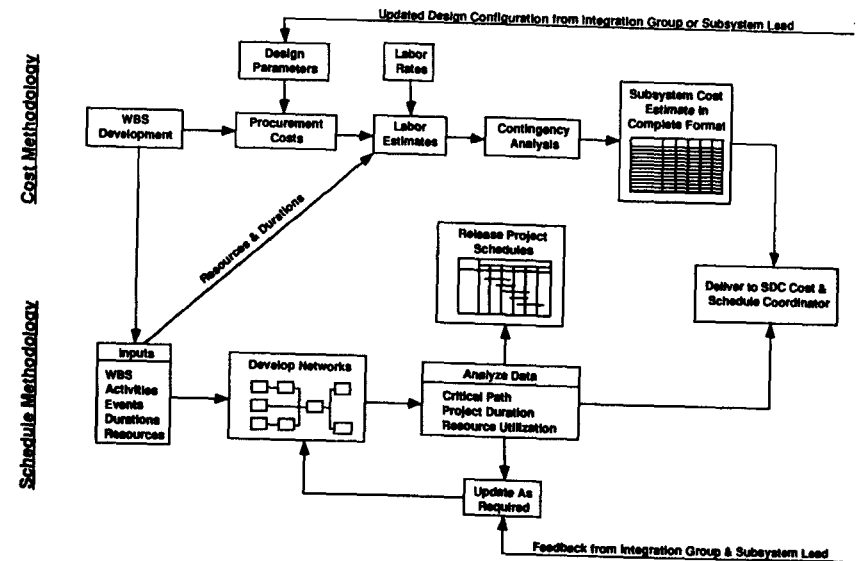 Updated Design Configuration from Integration Group or Subsystem Lead
Cost Methodology
Design
Parameters
Labor
Rates
WBS
Development
Procurement
Costs
Labor
Estimates
Contingency
Analysis
Subsystem Cost
Estimate in
Complete Format
Resources & Durations
Release Project
Schedules
Deliver to SDC Cost &
Schedule Coordinator
Schedule Methodology
Inputs
WBS
Activities
Events
Durations
Resources
Develop Networks
Analyze Data
Critical Path
Project Duration
Resource Utilization
Update As
Required
Feedback from Integration Group & Subsystem Lead